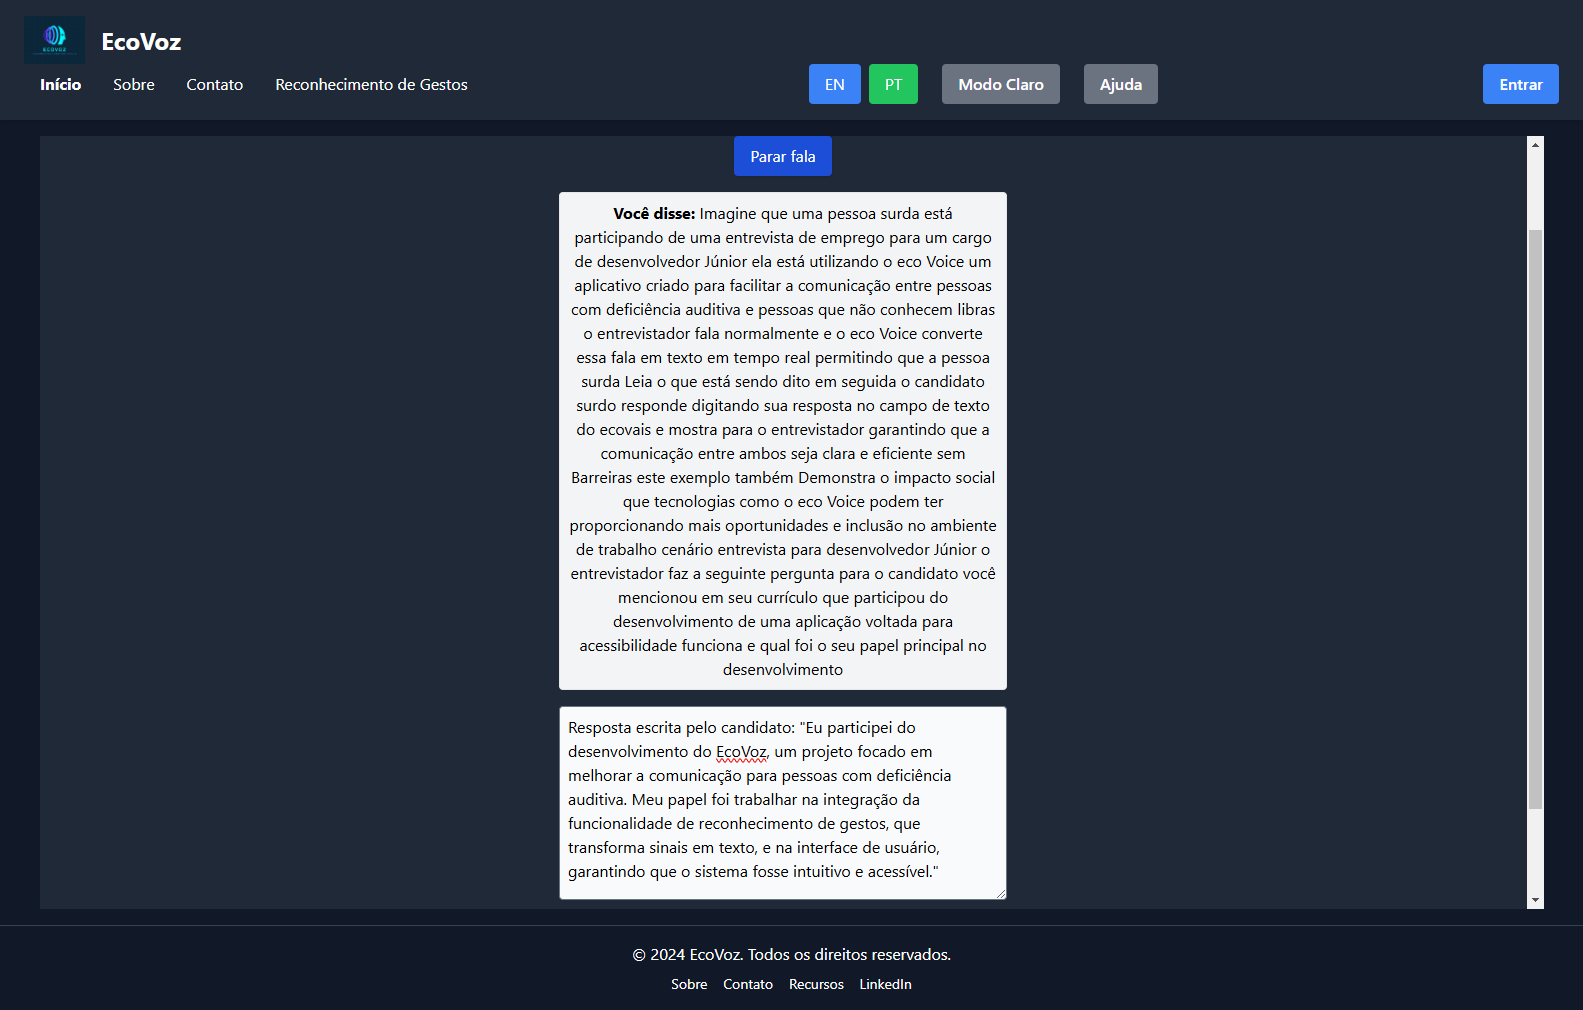 ECOVOZ
EcoVoz
Início
Sobre
Contato
Reconhecimento de Gestos
EN
PT
Modo Claro
Ajuda
Entrar
Parar fala
Você disse: Imagine que uma pessoa surda está
participando de uma entrevista de emprego para um cargo
de desenvolvedor Júnior ela está utilizando o eco Voice um
aplicativo criado para facilitar a comunicação entre pessoas
com deficiência auditiva e pessoas que não conhecem libras
o entrevistador fala normalmente e o eco Voice converte
essa fala em texto em tempo real permitindo que a pessoa
surda Leia o que está sendo dito em seguida o candidato
surdo responde digitando sua resposta no campo de texto
do ecovais e mostra para o entrevistador garantindo que a
comunicação entre ambos seja clara e eficiente sem
Barreiras este exemplo também Demonstra o impacto social
que tecnologias como o eco Voice podem ter
proporcionando mais oportunidades e inclusão no ambiente
de trabalho cenário entrevista para desenvolvedor Júnior o
entrevistador faz a seguinte pergunta para o candidato você
mencionou em seu currículo que participou do
desenvolvimento de uma aplicação voltada para
acessibilidade funciona e qual foi o seu papel principal no
desenvolvimento
Resposta escrita pelo candidato: "Eu participei do
desenvolvimento do EcoVoz, um projeto focado em
melhorar a comunicação para pessoas com deficiência
auditiva. Meu papel foi trabalhar na integração da
funcionalidade de reconhecimento de gestos, que
transforma sinais em texto, e na interface de usuário,
garantindo que o sistema fosse intuitivo e acessível."
© 2024 EcoVoz. Todos os direitos reservados.
Sobre
Contato
Recursos
LinkedIn